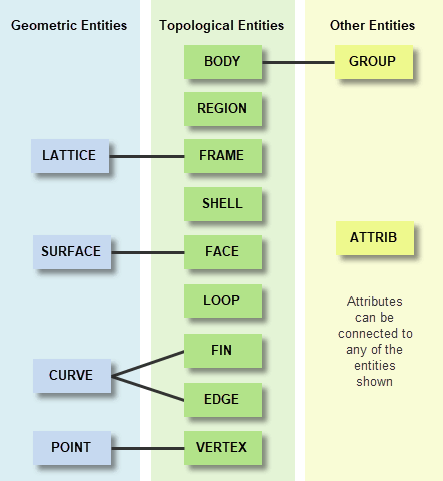 Geometric Entities
Topological Entities
Other Entities
BODY
GROUP
REGION
LATTICE
FRAME
SHELL
SURFACE
FACE
ATTRIB
LOOP
Attributes
can be
connected to
any of the
entities
shown
FIN
CURVE
EDGE
POINT
VERTEX